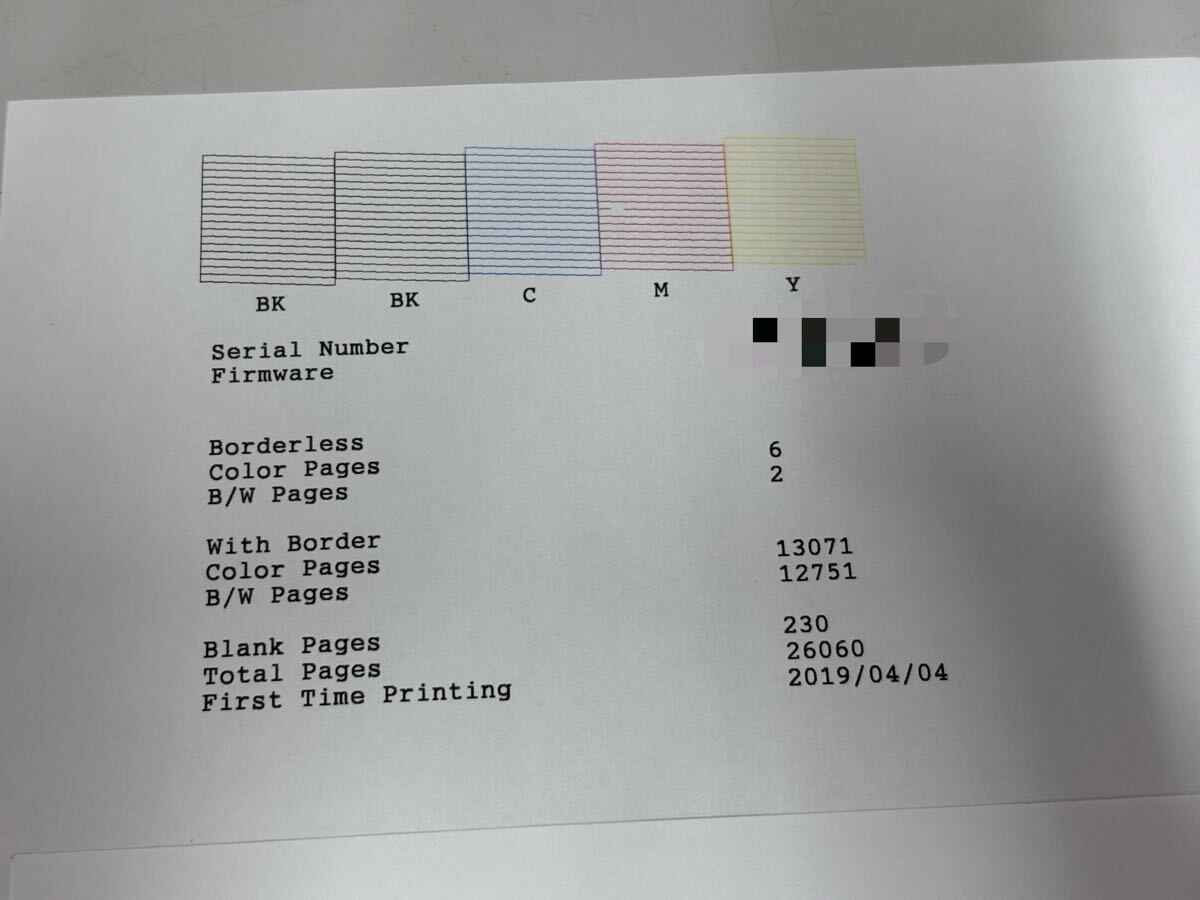 BK BK C M Y
Serial Number
Firmware
Borderless
Color Pages 6
B/W Pages 2
With Border
Color Pages 13071
B/W Pages 12751
Blank Pages 230
Total Pages 26060
First Time Printing 2019/04/04